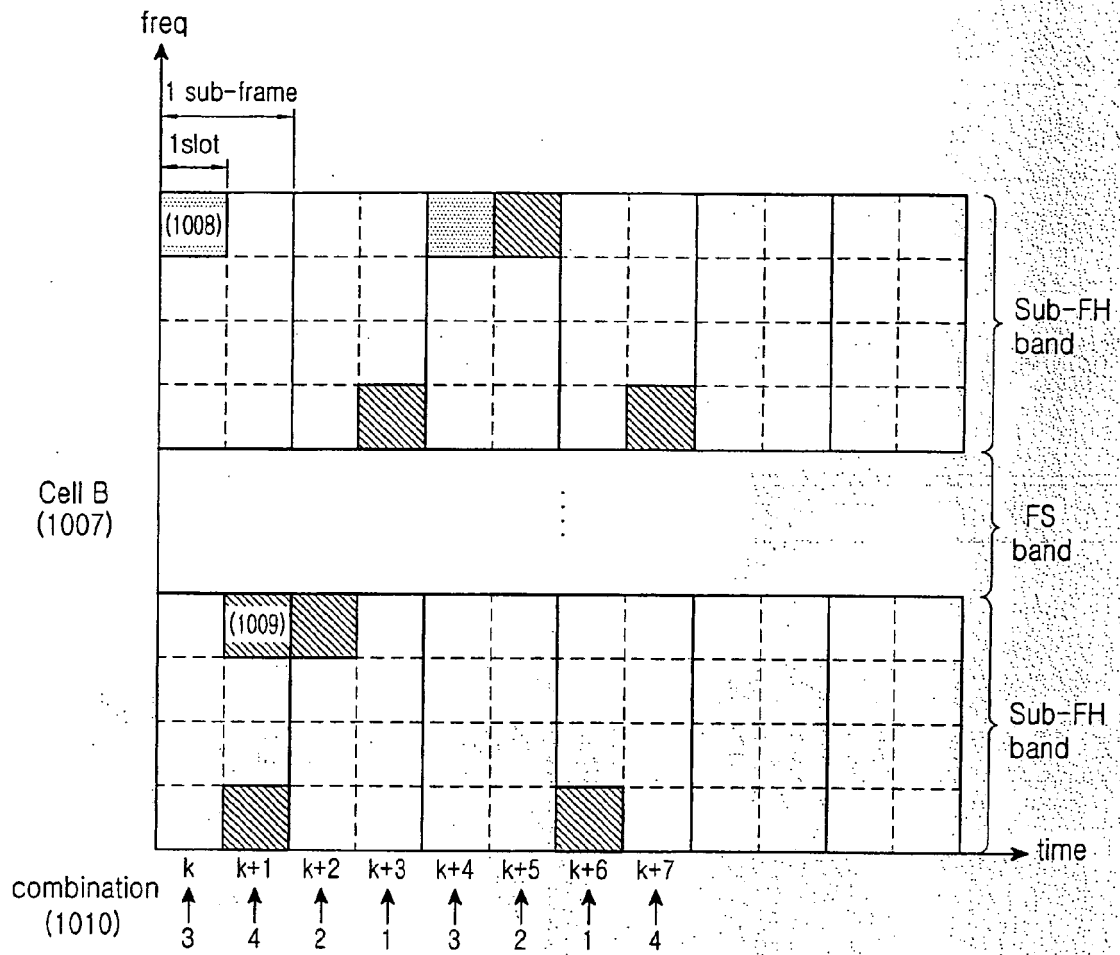 freq
1 sub-frame
1slot
(1008)
Sub-FH
band
Cell B
(1007)
FS
band
(1009)
Sub-FH
band
time
k k+1 k+2 k+3 k+4 k+5 k+6 k+7
combination
(1010)
3 4 2 1 3 2 1 4